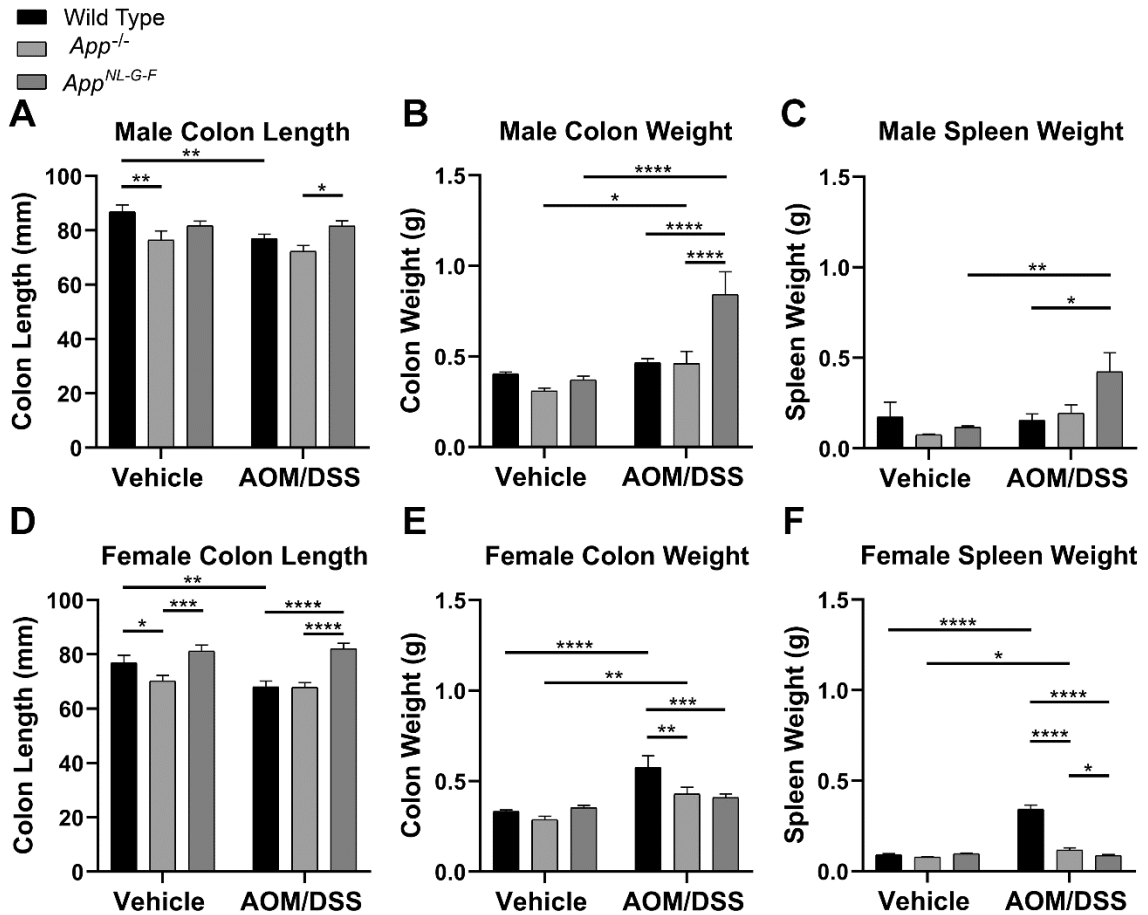 Wild Type
App-/-
AppNL-G-F
A
Male Colon Length
Colon Length (mm)
100
80
60
40
20
0
**
**
*
Vehicle
AOM/DSS
B
Male Colon Weight
Colon Weight (g)
1.5
1.0
0.5
0.0
****
*
****
****
Vehicle
AOM/DSS
C
Male Spleen Weight
Spleen Weight (g)
1.5
1.0
0.5
0.0
**
*
Vehicle
AOM/DSS
D
Female Colon Length
Colon Length (mm)
100
80
60
40
20
0
**
***
*
****
****
Vehicle
AOM/DSS
E
Female Colon Weight
Colon Weight (g)
1.5
1.0
0.5
0.0
****
**
***
**
Vehicle
AOM/DSS
F
Female Spleen Weight
Spleen Weight (g)
1.5
1.0
0.5
0.0
****
*
****
****
*
Vehicle
AOM/DSS